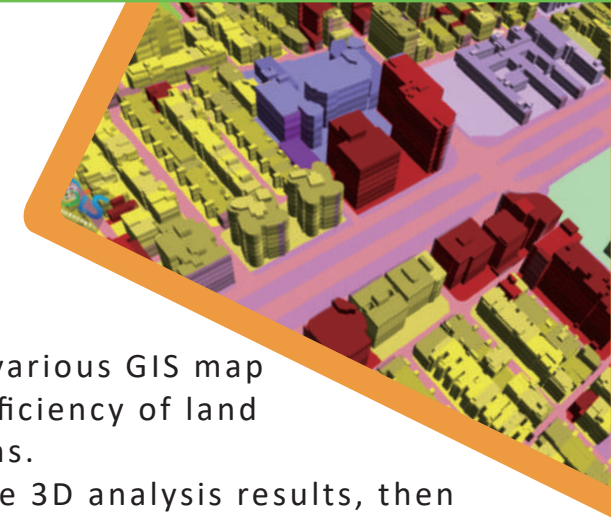 various GIS map
ficiency of land
ns.
e 3D analysis results, then